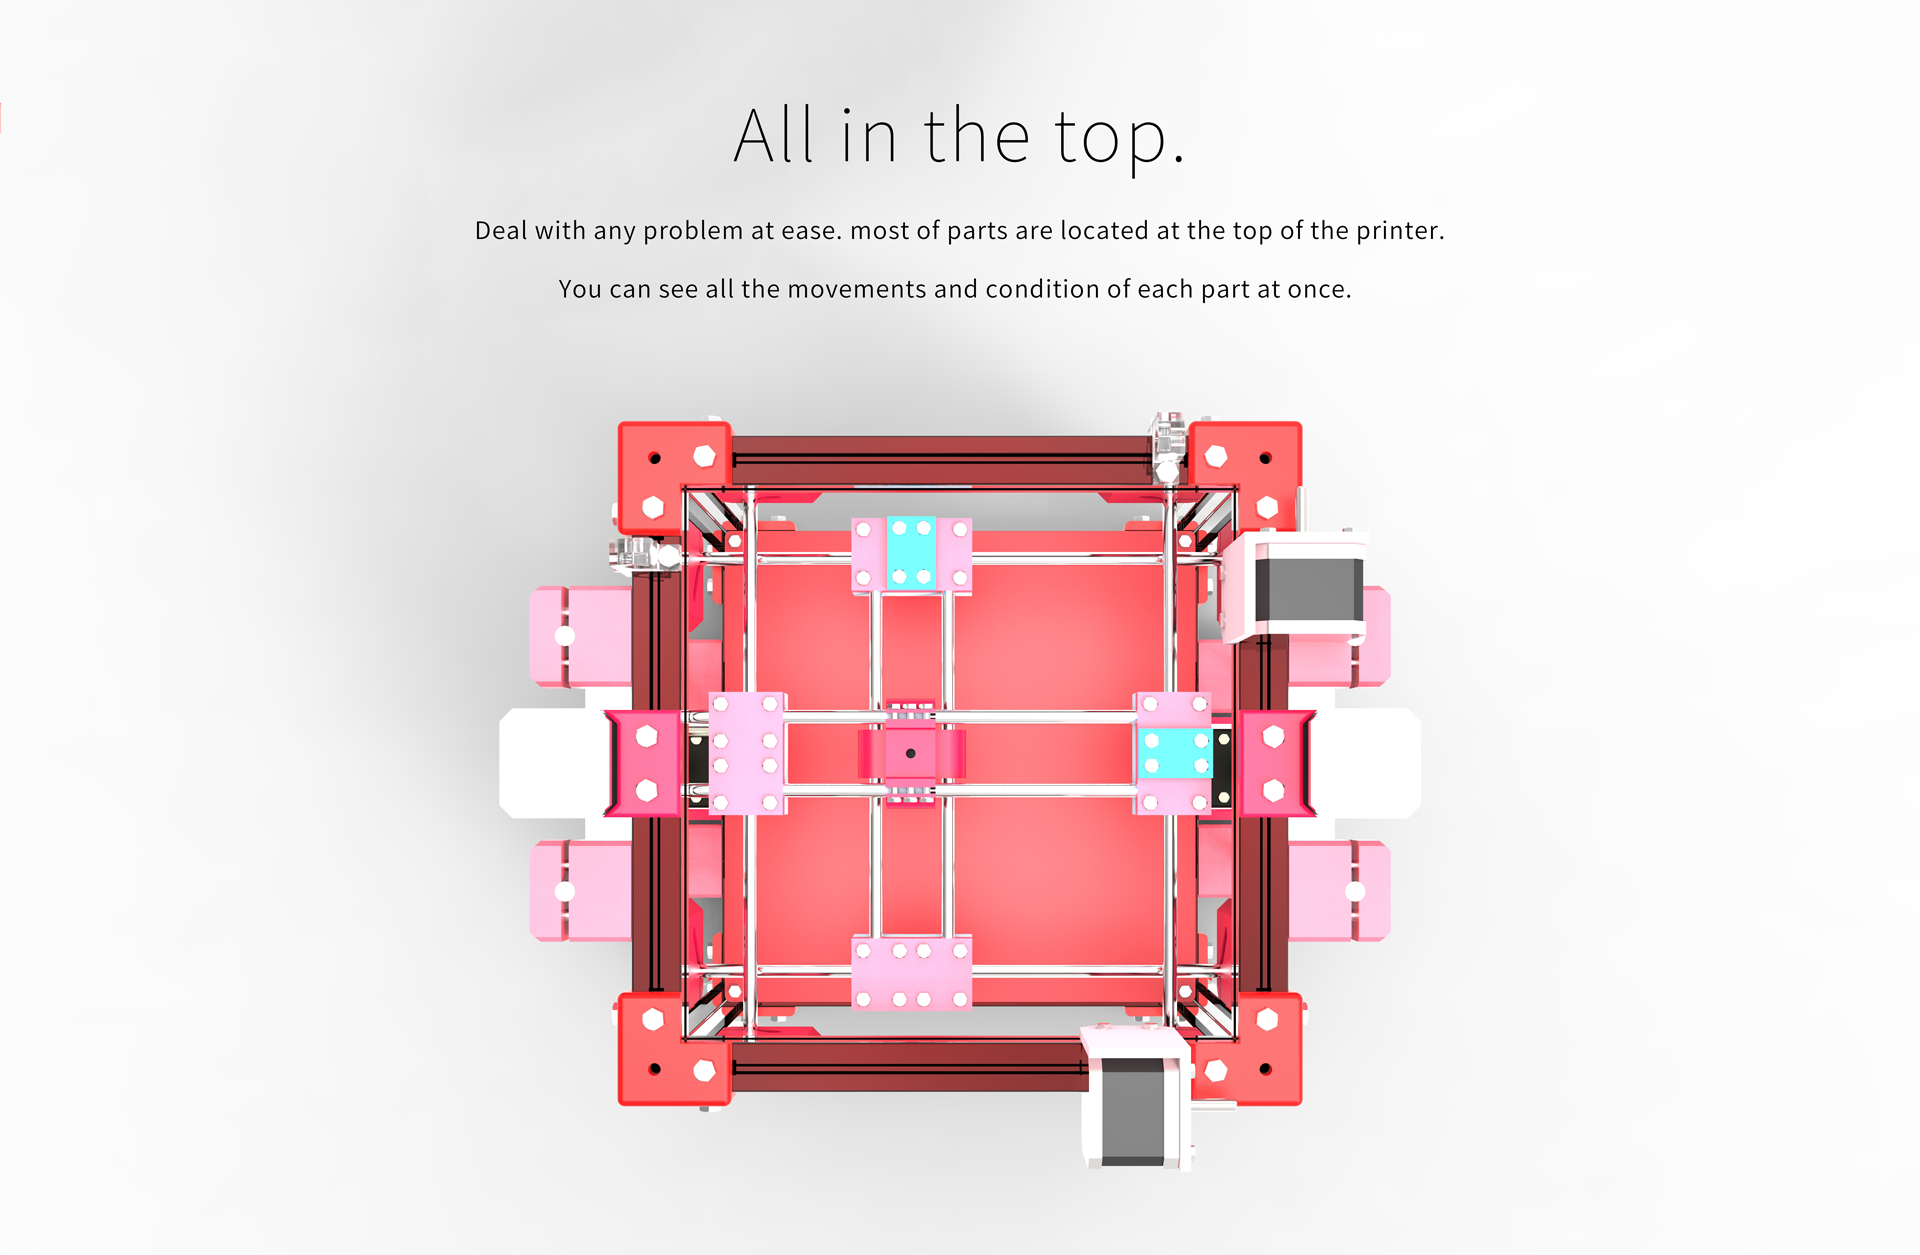 All in the top.
Deal with any problem at ease. most of parts are located at the top of the printer.
You can see all the movements and condition of each part at once.